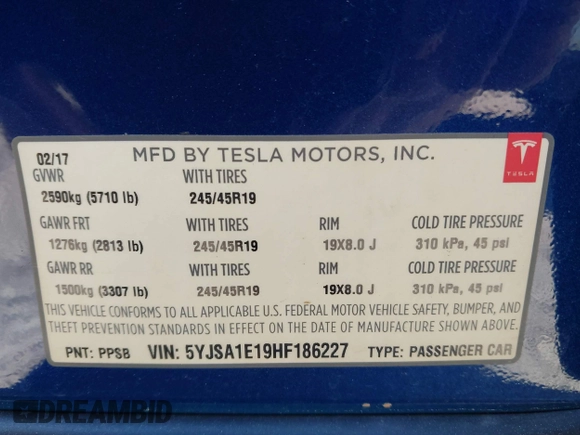 02/17 MFD BY TESLA MOTORS, INC.
TESLA
GVWR WITH TIRES
2590kg (5710 lb) 245/45R19
GAWR FRT WITH TIRES RIM COLD TIRE PRESSURE
1276kg (2813 lb) 245/45R19 19X8.0 J 310 kPa, 45 psi
GAWR RR WITH TIRES RIM COLD TIRE PRESSURE
1500kg (3307 lb) 245/45R19 19X8.0 J 310 kPa, 45 psi
THIS VEHICLE CONFORMS TO ALL APPLICABLE U.S. FEDERAL MOTOR VEHICLE SAFETY, BUMPER, AND
THEFT PREVENTION STANDARDS IN EFFECT ON THE DATE OF MANUFACTURE SHOWN ABOVE.
PNT: PPSB VIN: 5YJSA1E19HF186227 TYPE: PASSENGER CAR
DREAMBID